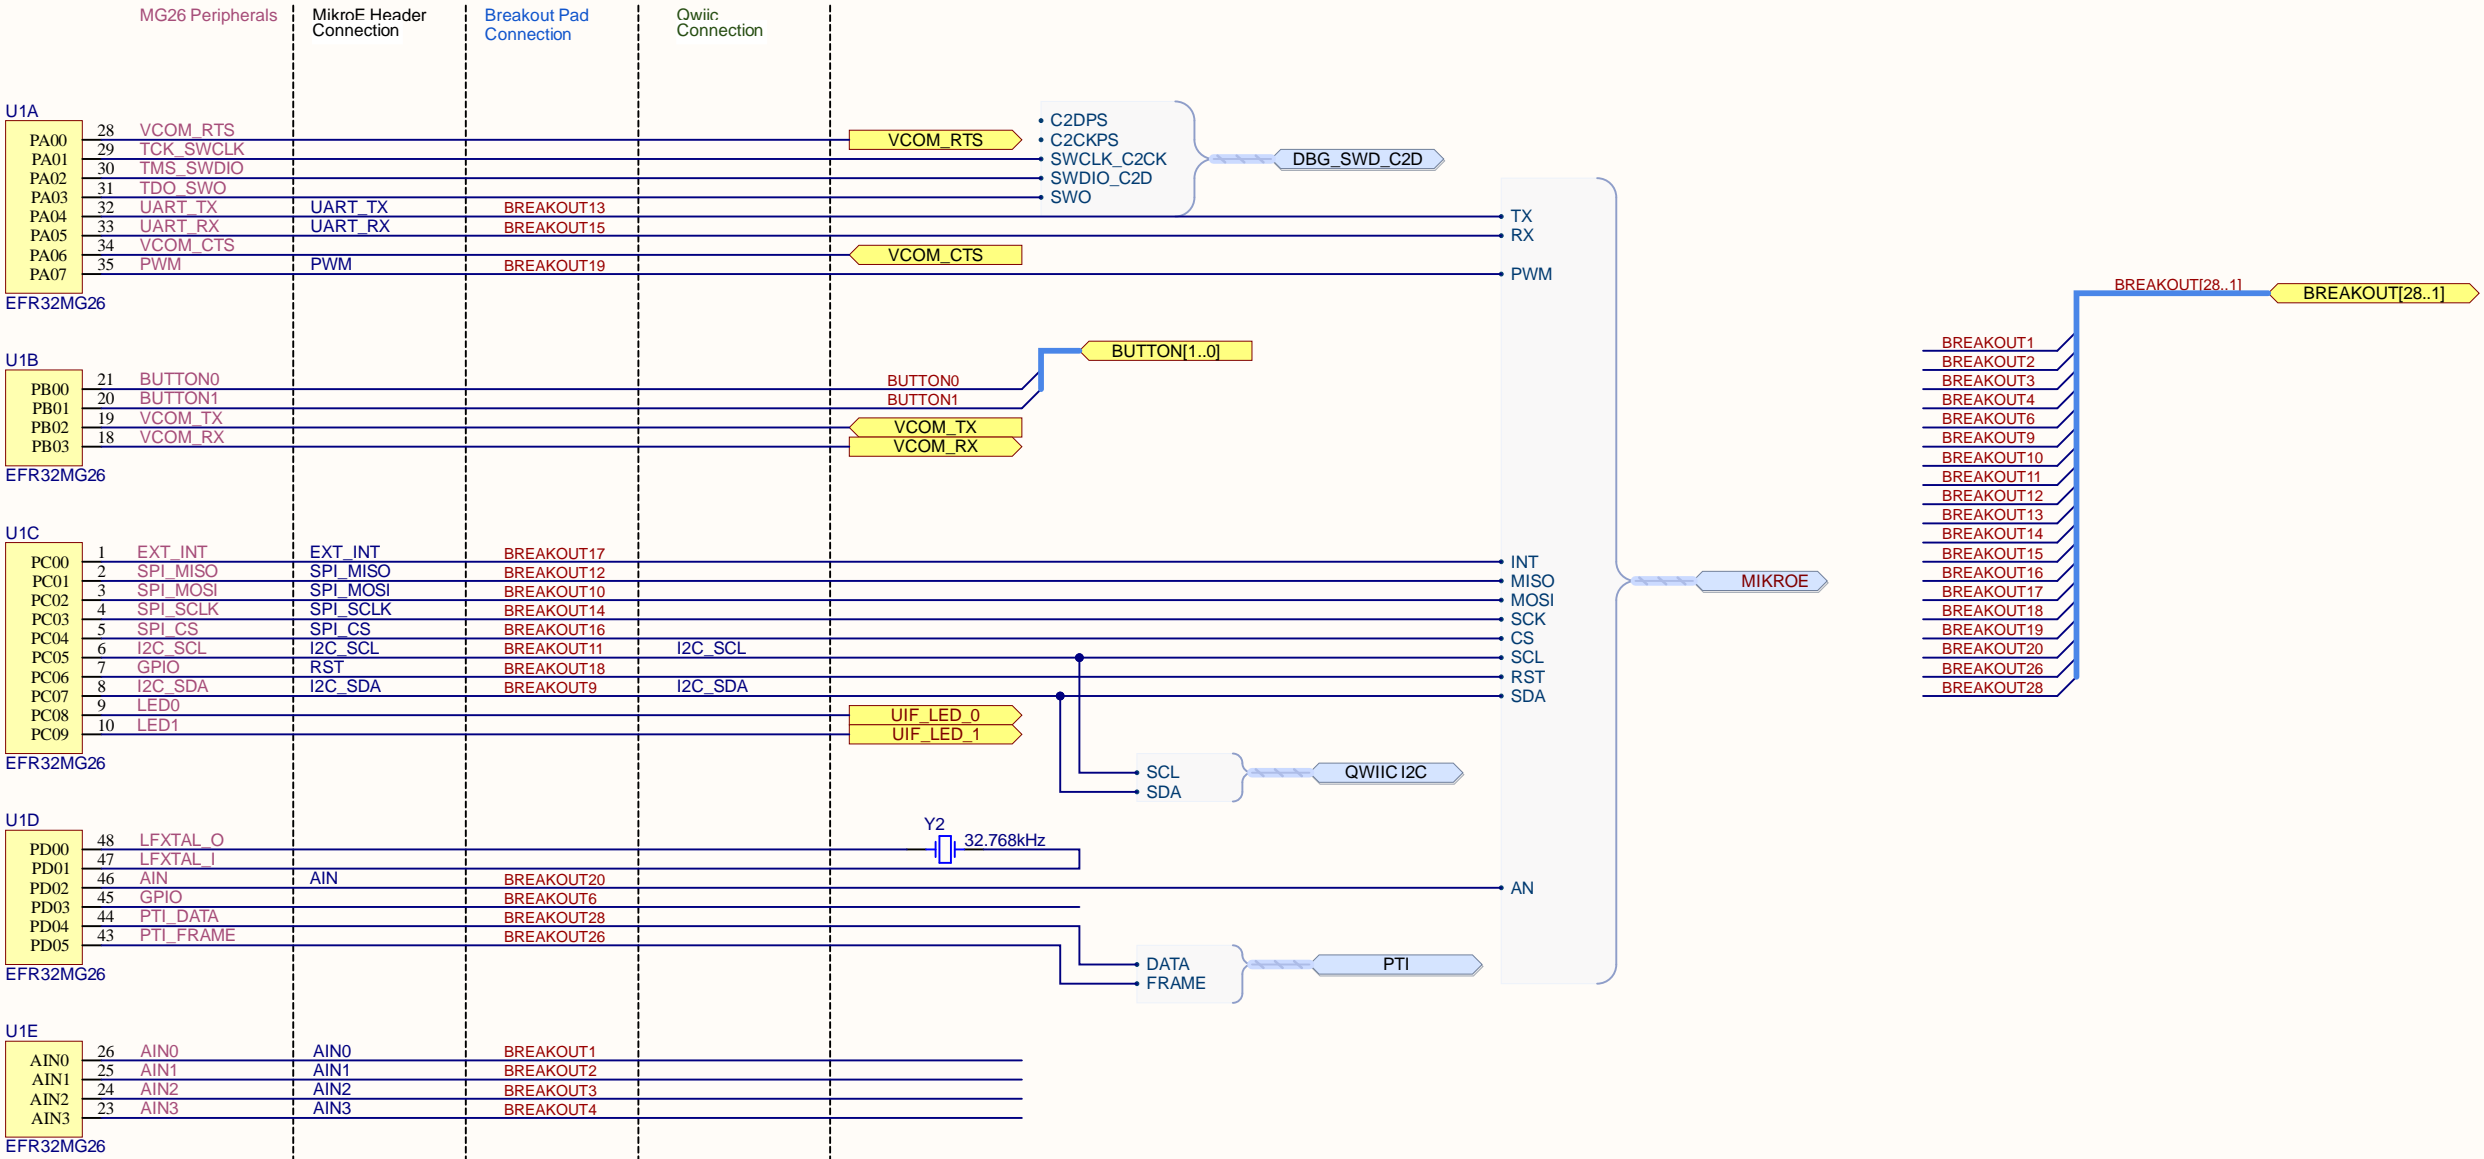 MG26 Peripherals
MikroE Header
Connection
Breakout Pad
Connection
Qwiic
Connection
U1A
PA00 28 VCOM_RTS VCOM_RTS
PA01 29 TCK_SWCLK
PA02 30 TMS_SWDIO
PA03 31 TDO_SWO
PA04 32 UART_TX UART_TX BREAKOUT13
PA05 33 UART_RX UART_RX BREAKOUT15
PA06 34 VCOM_CTS VCOM_CTS
PA07 35 PWM PWM BREAKOUT19
EFR32MG26
C2DPS
C2CKPS
SWCLK_C2CK
SWDIO_C2D
SWO
DBG_SWD_C2D
TX
RX
PWM
U1B
PB00 21 BUTTON0 BUTTON0
PB01 20 BUTTON1 BUTTON1
PB02 19 VCOM_TX VCOM_TX
PB03 18 VCOM_RX VCOM_RX
EFR32MG26
BUTTON[1..0]
U1C
PC00 1 EXT_INT EXT_INT BREAKOUT17 INT
PC01 2 SPI_MISO SPI_MISO BREAKOUT12 MISO
PC02 3 SPI_MOSI SPI_MOSI BREAKOUT10 MOSI
PC03 4 SPI_SCLK SPI_SCLK BREAKOUT14 SCK
PC04 5 SPI_CS SPI_CS BREAKOUT16 CS
PC05 6 I2C_SCL I2C_SCL BREAKOUT11 I2C_SCL SCL
PC06 7 GPIO RST BREAKOUT18 RST
PC07 8 I2C_SDA I2C_SDA BREAKOUT9 I2C_SDA SDA
PC08 9 LED0 UIF_LED_0
PC09 10 LED1 UIF_LED_1
EFR32MG26
MIKROE
SCL
SDA
QWIIC I2C
U1D
Y2
32.768kHz
PD00 48 LFXTAL_O
PD01 47 LFXTAL_I
PD02 46 AIN AIN BREAKOUT20 AN
PD03 45 GPIO BREAKOUT6
PD04 44 PTI_DATA BREAKOUT28
PD05 43 PTI_FRAME BREAKOUT26
EFR32MG26
DATA
FRAME
PTI
U1E
AIN0 26 AIN0 AIN0 BREAKOUT1
AIN1 25 AIN1 AIN1 BREAKOUT2
AIN2 24 AIN2 AIN2 BREAKOUT3
AIN3 23 AIN3 AIN3 BREAKOUT4
EFR32MG26
BREAKOUT[28..1]
BREAKOUT[28..1]
BREAKOUT1
BREAKOUT2
BREAKOUT3
BREAKOUT4
BREAKOUT6
BREAKOUT9
BREAKOUT10
BREAKOUT11
BREAKOUT12
BREAKOUT13
BREAKOUT14
BREAKOUT15
BREAKOUT16
BREAKOUT17
BREAKOUT18
BREAKOUT19
BREAKOUT20
BREAKOUT26
BREAKOUT28